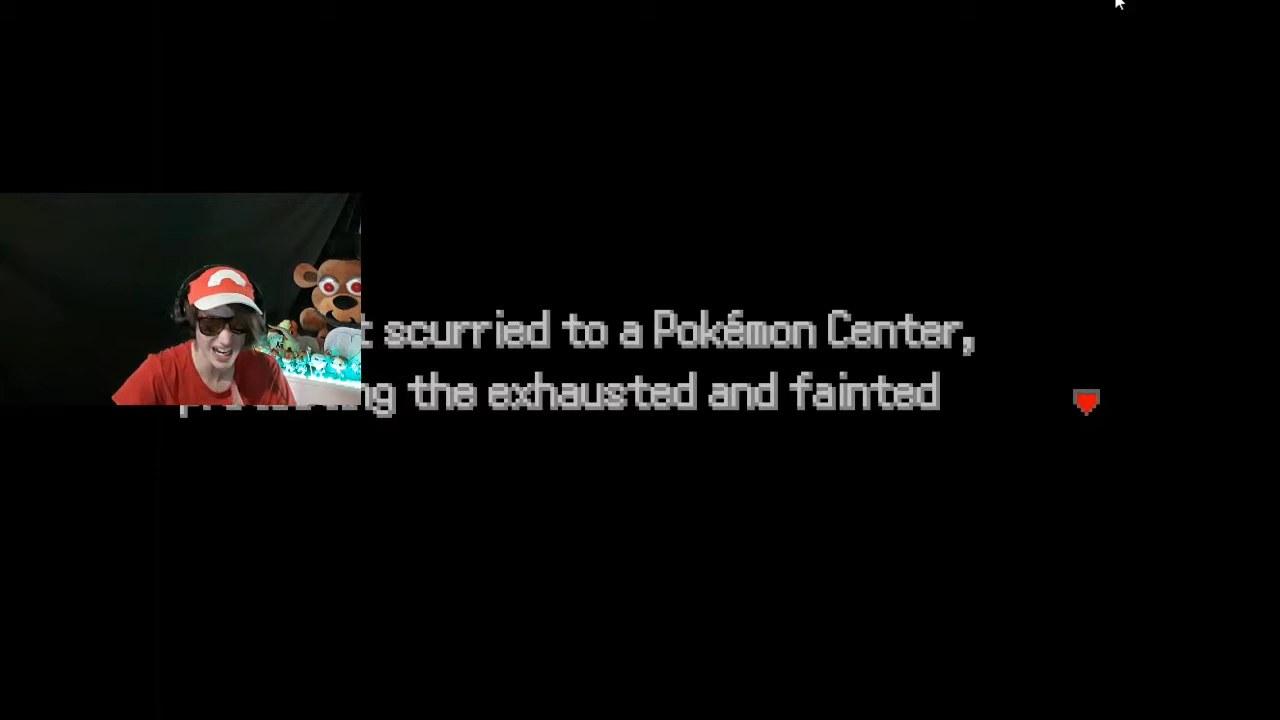 scurried to a Pokémon Center,
the exhausted and fainted